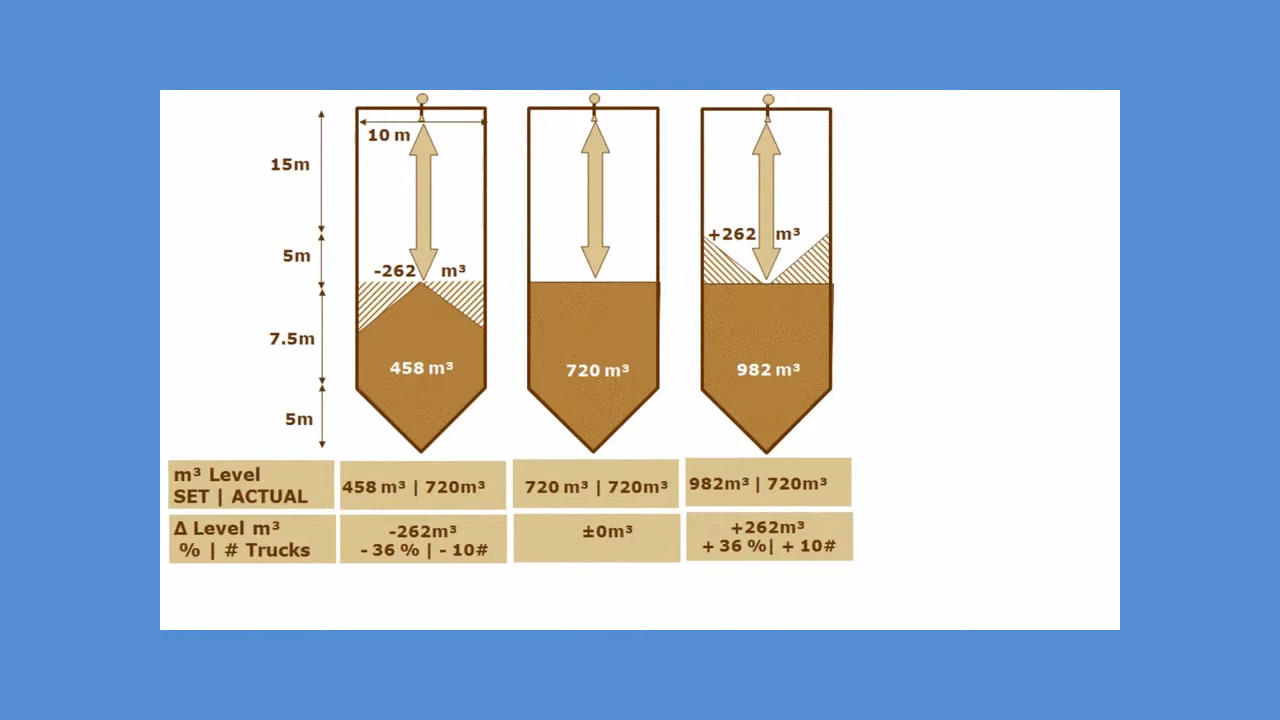 10 m
15m
+262 m³
5m
-262 m³
7.5m
458 m³
720 m³
982 m³
5m
m³ Level
SET | ACTUAL
458 m³ | 720m³
720 m³ | 720m³
982m³ | 720m³
Δ Level m³
% | # Trucks
-262m³
- 36 % | - 10#
±0m³
+262m³
+ 36 %| + 10#